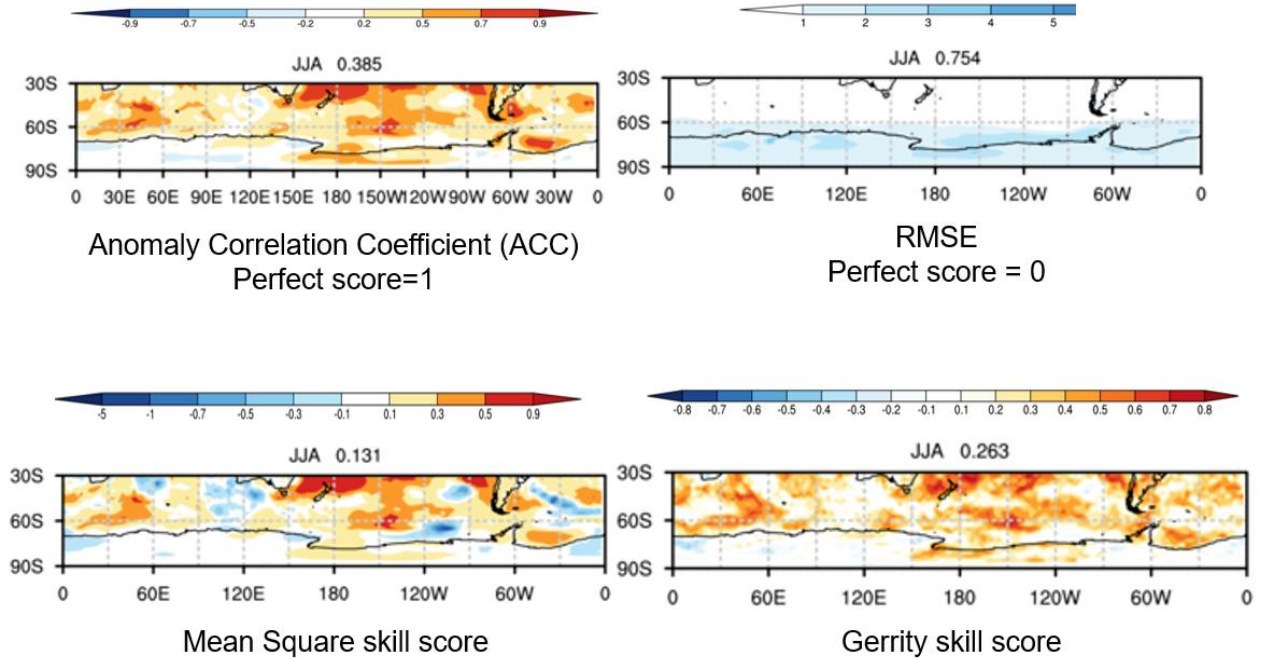 -0.9 -0.7 -0.5 -0.2 0.2 0.5 0.7 0.9
JJA 0.385
30S
60S
90S
0 30E 60E 90E 120E 150E 180 150W 120W 90W 60W 30W 0
Anomaly Correlation Coefficient (ACC)
Perfect score=1
1 2 3 4 5
JJA 0.754
30S
60S
90S
0 60E 120E 180 120W 60W 0
RMSE
Perfect score = 0
-5 -1 -0.7 -0.5 -0.3 -0.1 0.1 0.3 0.5 0.9
JJA 0.131
30S
60S
90S
0 60E 120E 180 120W 60W 0
Mean Square skill score
-0.8 -0.7 -0.6 -0.5 -0.4 -0.3 -0.2 -0.1 0.1 0.2 0.3 0.4 0.5 0.6 0.7 0.8
JJA 0.263
30S
60S
90S
0 60E 120E 180 120W 60W 0
Gerrity skill score